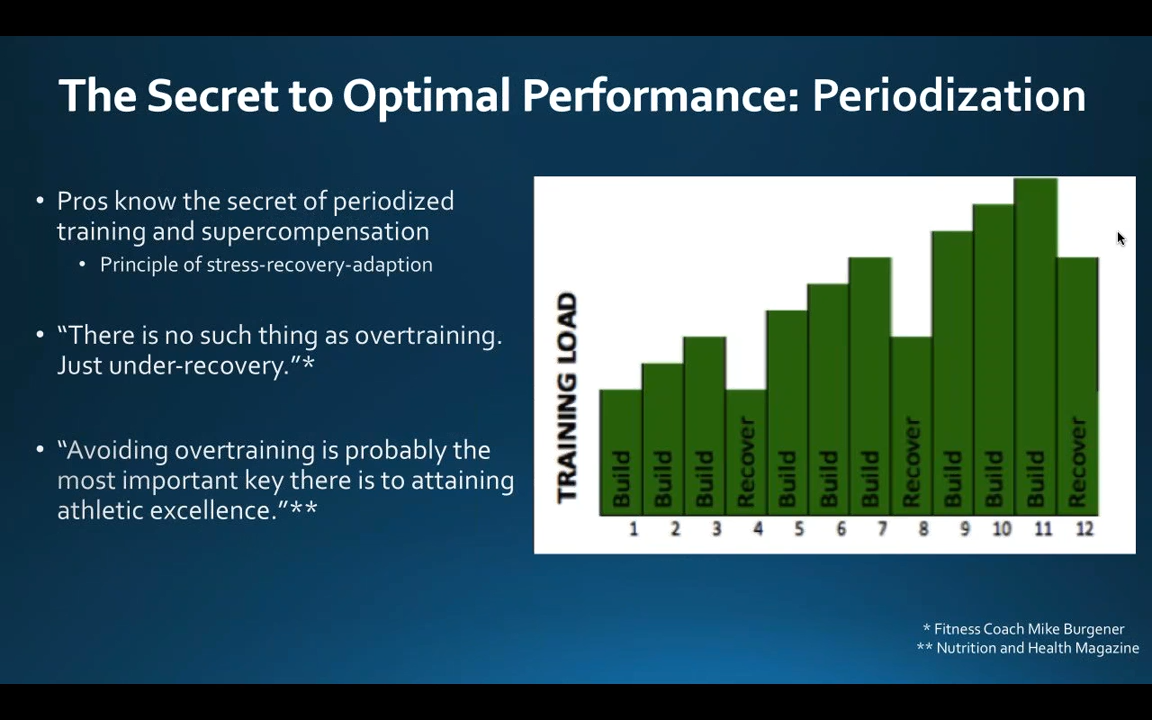 The Secret to Optimal Performance: Periodization
• Pros know the secret of periodized
training and supercompensation
• Principle of stress-recovery-adaption
• “There is no such thing as overtraining.
Just under-recovery.”*
• “Avoiding overtraining is probably the
most important key there is to attaining
athletic excellence.”**
TRAINING LOAD
Build Build Build Recover Build Build Build Recover Build Build Build Recover
1 2 3 4 5 6 7 8 9 10 11 12
* Fitness Coach Mike Burgener
** Nutrition and Health Magazine